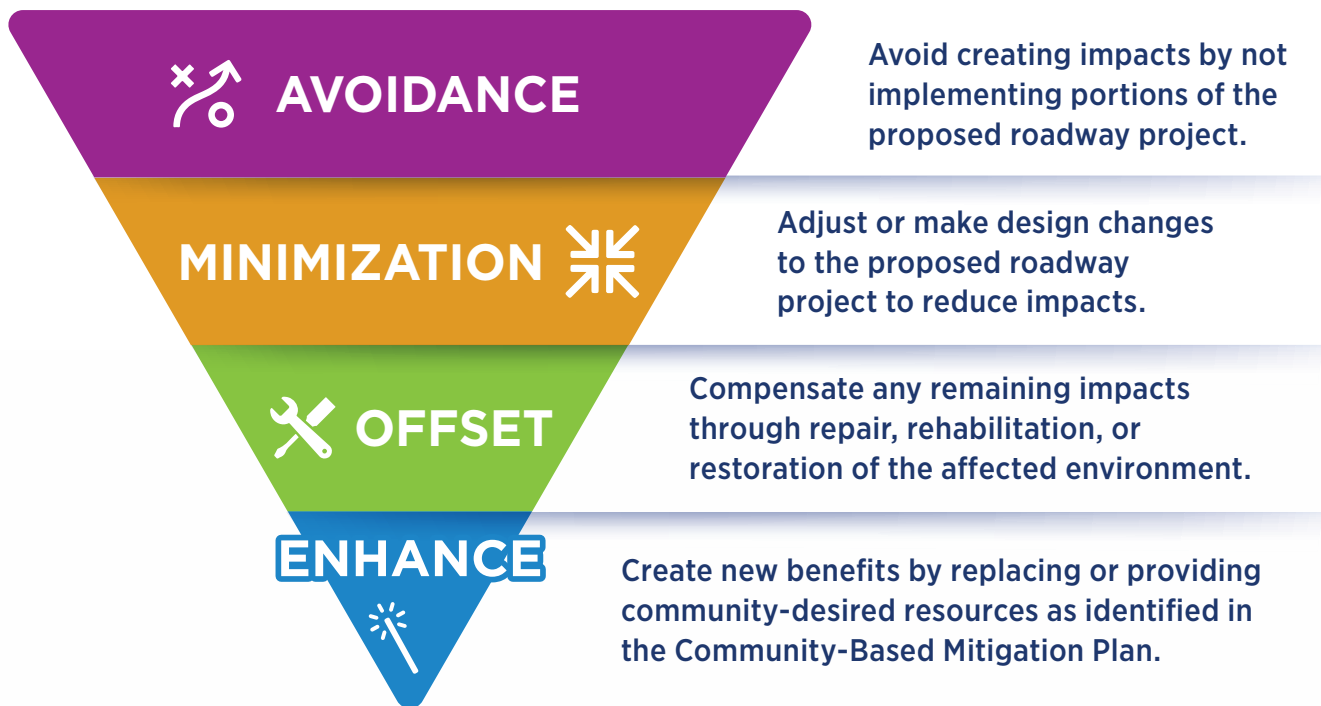 AVOIDANCE
Avoid creating impacts by not
implementing portions of the
proposed roadway project.
MINIMIZATION
Adjust or make design changes
to the proposed roadway
project to reduce impacts.
OFFSET
Compensate any remaining impacts
through repair, rehabilitation, or
restoration of the affected environment.
ENHANCE
Create new benefits by replacing or providing
community-desired resources as identified in
the Community-Based Mitigation Plan.